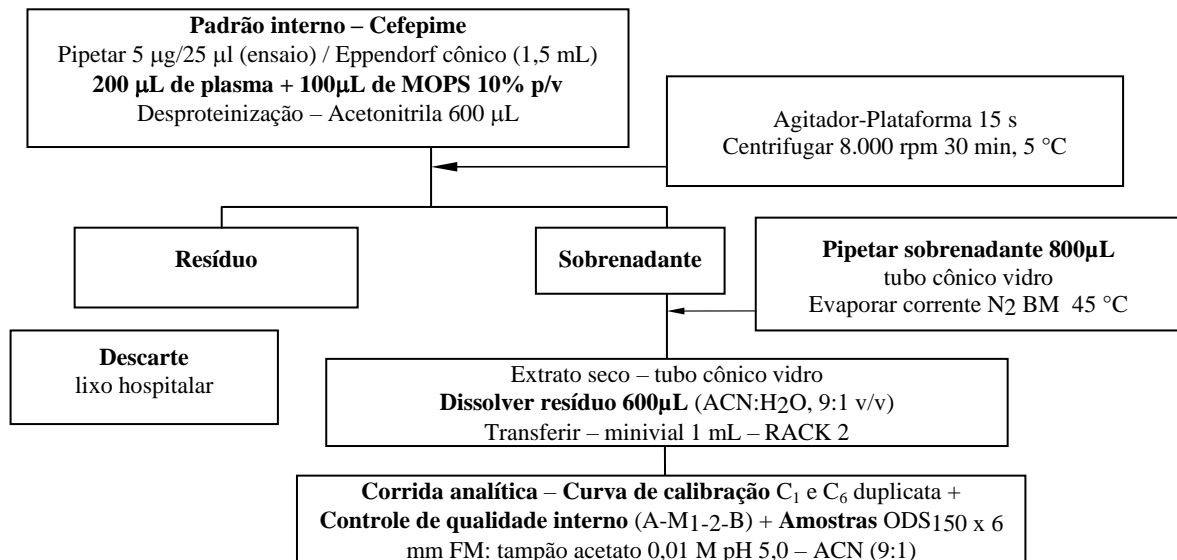 Padrão interno – Cefepime
Pipetar 5 µg/25 µl (ensaio) / Eppendorf cônico (1,5 mL)
200 µL de plasma + 100µL de MOPS 10% p/v
Desproteinização – Acetonitrila 600 µL
Agitador-Plataforma 15 s
Centrifugar 8.000 rpm 30 min, 5 °C
Resíduo
Sobrenadante
Pipetar sobrenadante 800µL
tubo cônico vidro
Evaporar corrente N2 BM 45 °C
Descarte
lixo hospitalar
Extrato seco – tubo cônico vidro
Dissolver resíduo 600µL (ACN:H2O, 9:1 v/v)
Transferir – minivial 1 mL – RACK 2
Corrida analítica – Curva de calibração C1 e C6 duplicata +
Controle de qualidade interno (A-M1-2-B) + Amostras ODS150 x 6
mm FM: tampão acetato 0,01 M pH 5,0 – ACN (9:1)